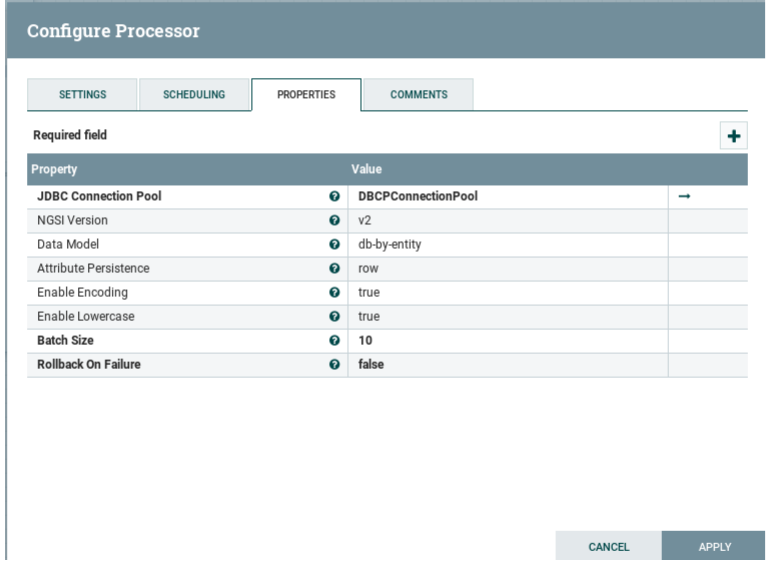 Configure Processor
SETTINGS SCHEDULING PROPERTIES COMMENTS
Required field
Property Value
JDBC Connection Pool DBCPConnectionPool
NGSI Version v2
Data Model db-by-entity
Attribute Persistence row
Enable Encoding true
Enable Lowercase true
Batch Size 10
Rollback On Failure false
CANCEL APPLY